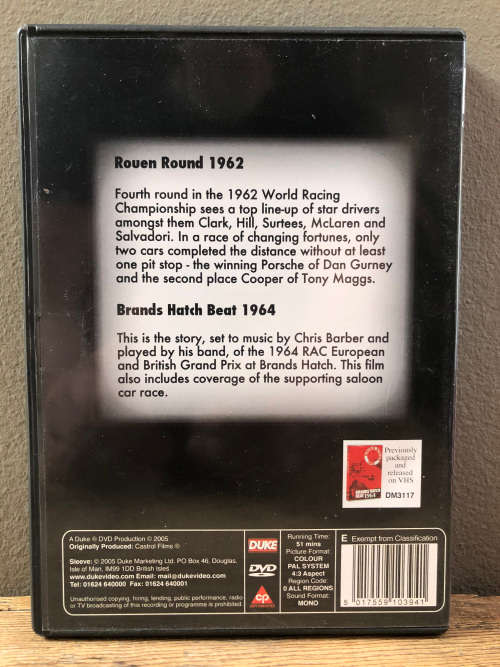 Rouen Round 1962
Fourth round in the 1962 World Racing
Championship sees a top line-up of star drivers
amongst them Clark, Hill, Surtees, McLaren and
Salvadori. In a race of changing fortunes, only
two cars completed the distance without at least
one pit stop - the winning Porsche of Dan Gurney
and the second place Cooper of Tony Maggs.
Brands Hatch Beat 1964
This is the story, set to music by Chris Barber and
played by his band, of the 1964 RAC European
and British Grand Prix at Brands Hatch. This film
also includes coverage of the supporting saloon
car race.
Previously
packaged
and
released
on VHS
DM3117
A Duke ® DVD Production © 2005
Originally Produced: Castrol Films ©
Sleeve: © 2005 Duke Marketing Ltd. PO Box 46, Douglas,
Isle of Man, IM99 1DD British Isles
www.dukevideo.com Email: mail@dukevideo.com
Tel: 01624 640000 Fax: 01624 640001
Unauthorised copying, hiring, lending, public performance, radio
or TV broadcasting of this recording or programme is prohibited.
DUKE
DVD
cp
Running Time:
51 mins
Picture Format:
COLOUR
PAL SYSTEM
4:3 Aspect
Region Code:
0 ALL REGIONS
Sound Format:
MONO
E Exempt from Classification
5 017559 103941